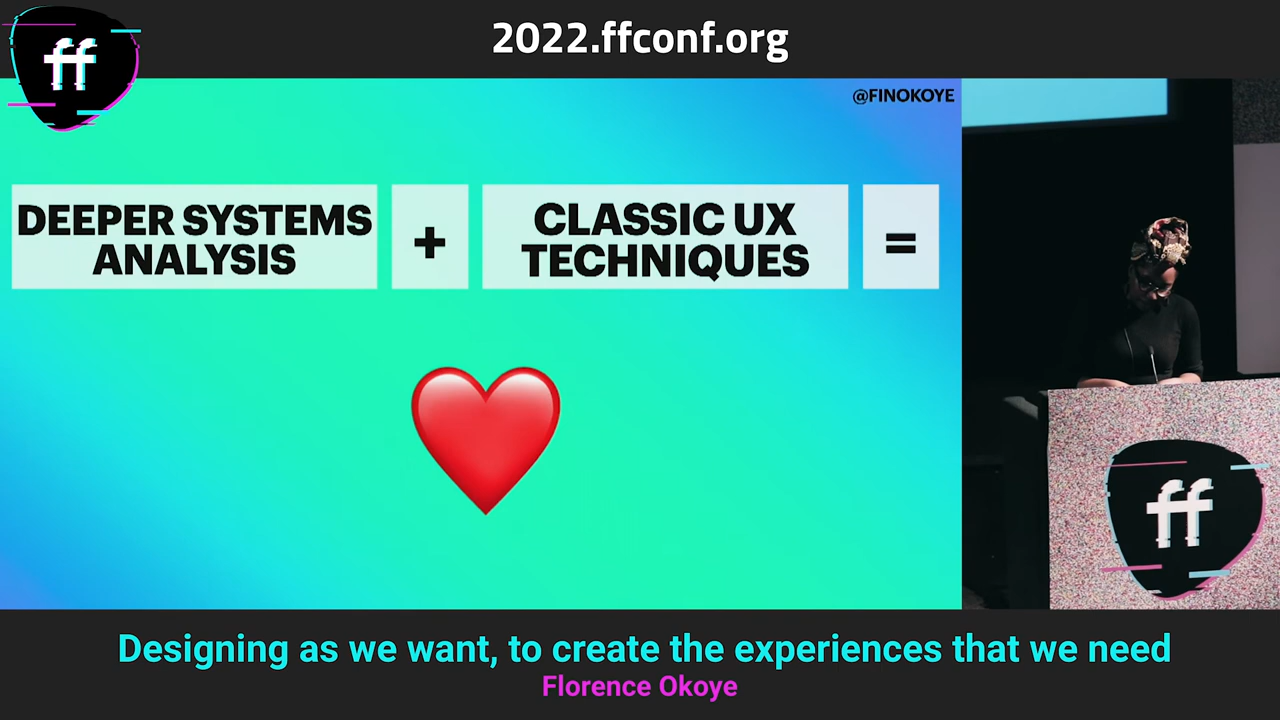 2022.ffconf.org
ff
@FINOKOYE
DEEPER SYSTEMS
ANALYSIS
+
CLASSIC UX
TECHNIQUES
=
ff
Designing as we want, to create the experiences that we need
Florence Okoye